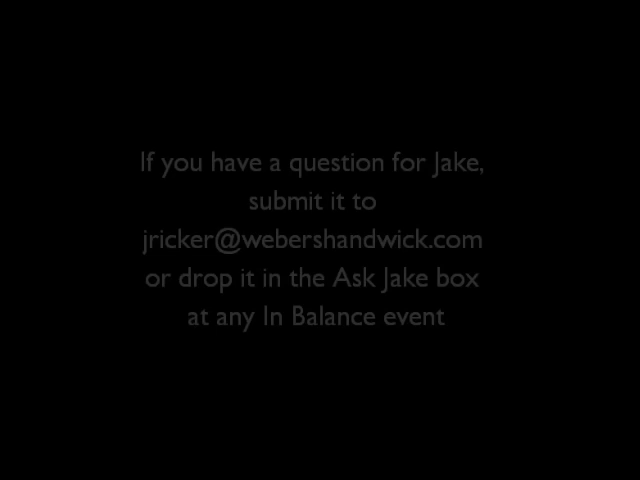 If you have a question for Jake,
submit it to
jricker@webershandwick.com
or drop it in the Ask Jake box
at any In Balance event